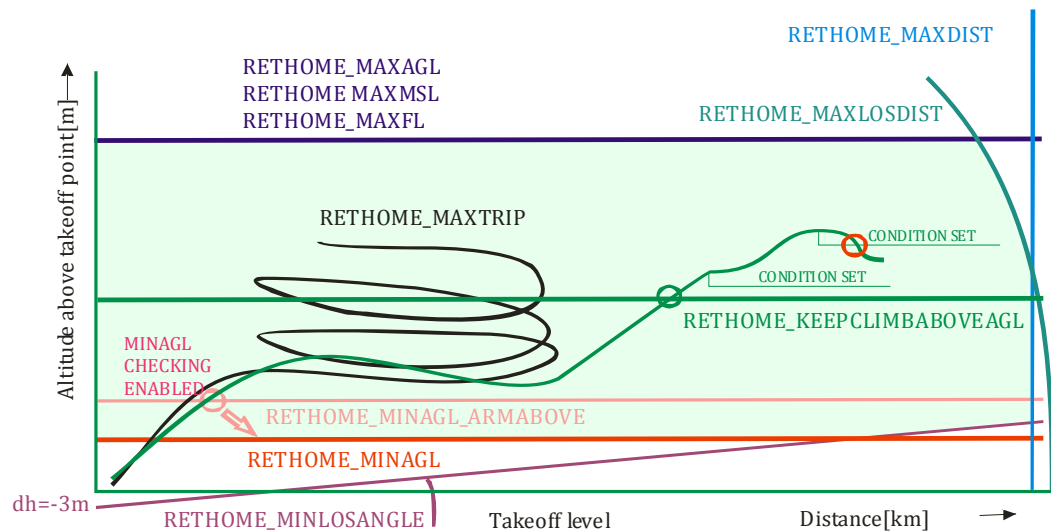 RETHOME_MAXDIST
RETHOME_MAXAGL
RETHOME MAXMSL
RETHOME_MAXFL
RETHOME_MAXLOSDIST
Altitude above takeoff point[m]
RETHOME_MAXTRIP
CONDITION SET
CONDITION SET
RETHOME_KEEPCLIMBABOVEAGL
MINAGL
CHECKING
ENABLED
RETHOME_MINAGL_ARMABOVE
RETHOME_MINAGL
dh=-3m
RETHOME_MINLOSANGLE
Takeoff level
Distance[km]